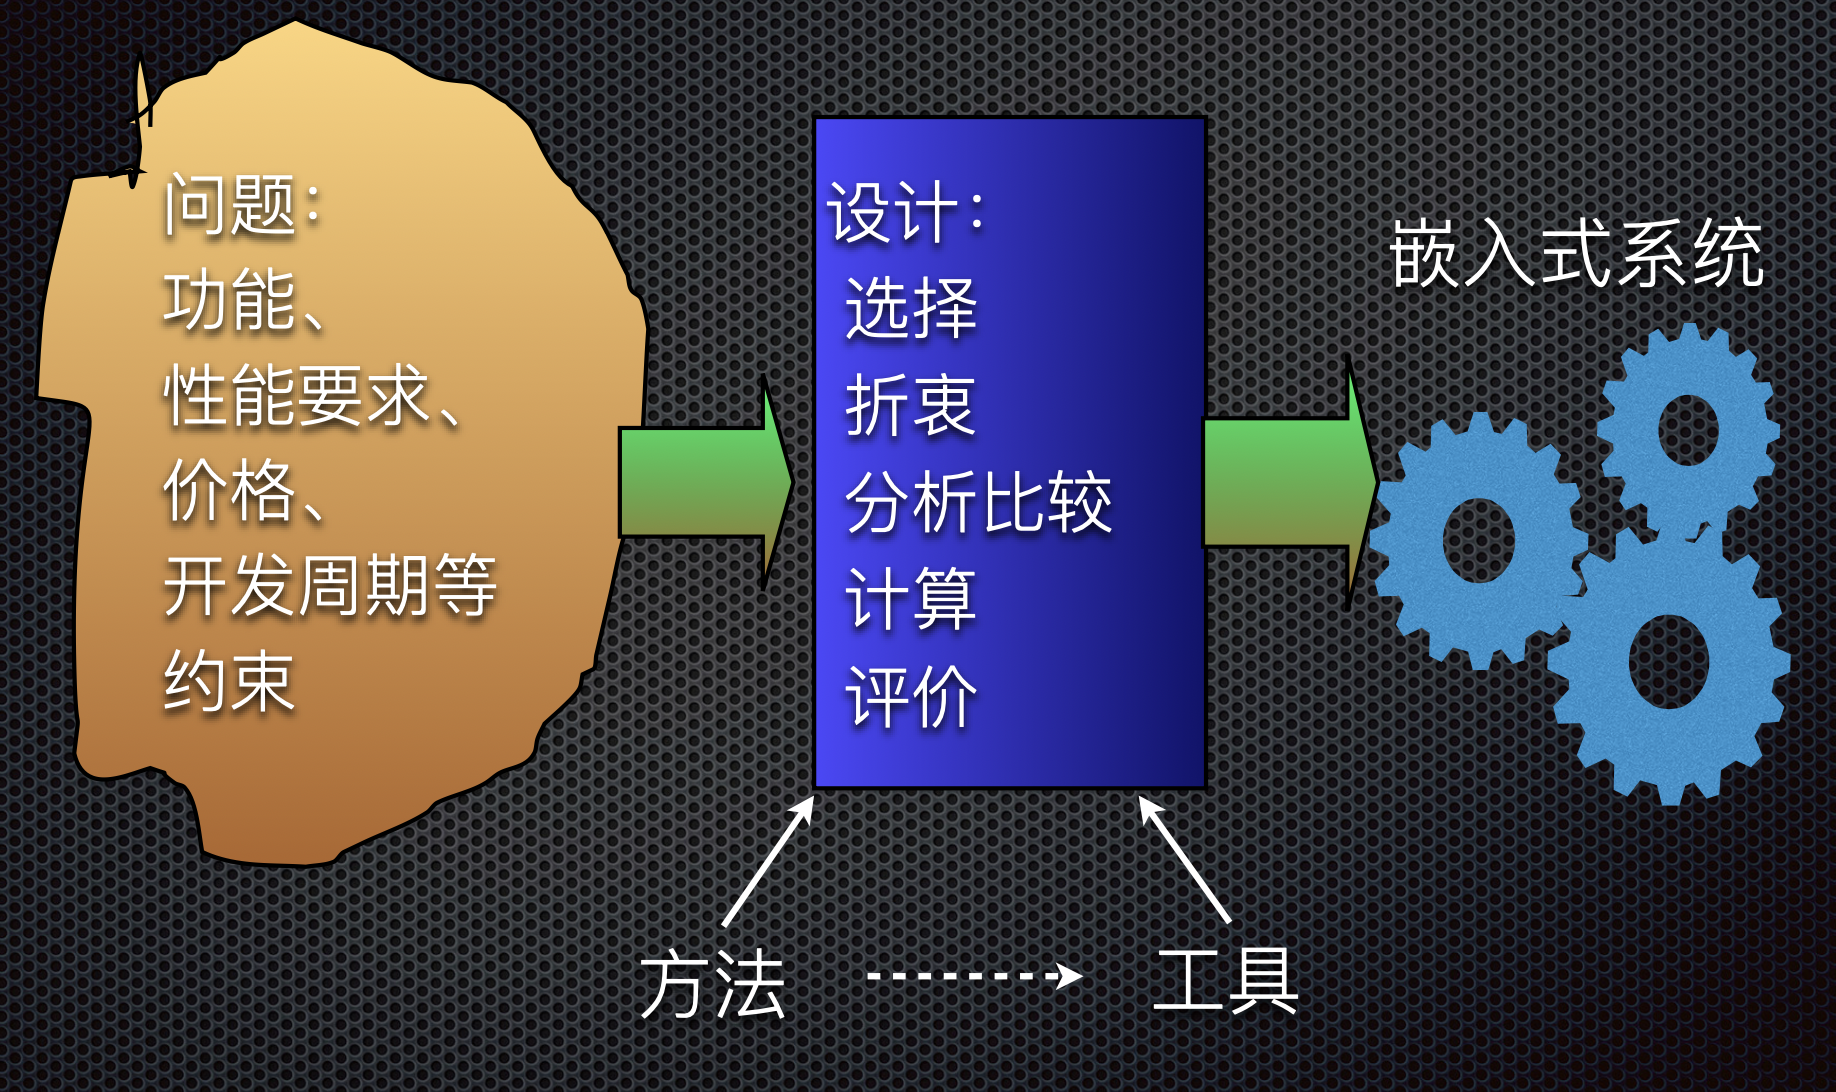 问题：
功能、
性能要求、
价格、
开发周期等
约束
设计：
选择
折衷
分析比较
计算
评价
嵌入式系统
方法
工具